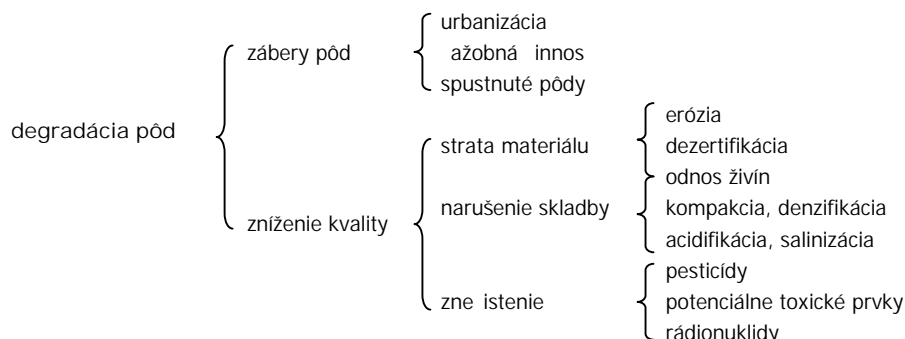 degradácia pôd
zábery pôd
urbanizácia
ažobná innos
spustnuté pôdy
zníženie kvality
strata materiálu
erózia
dezertifikácia
odnos živín
narušenie skladby
kompakcia, denzifikácia
acidifikácia, salinizácia
zne istenie
pesticídy
potenciálne toxické prvky
rádionuklidy